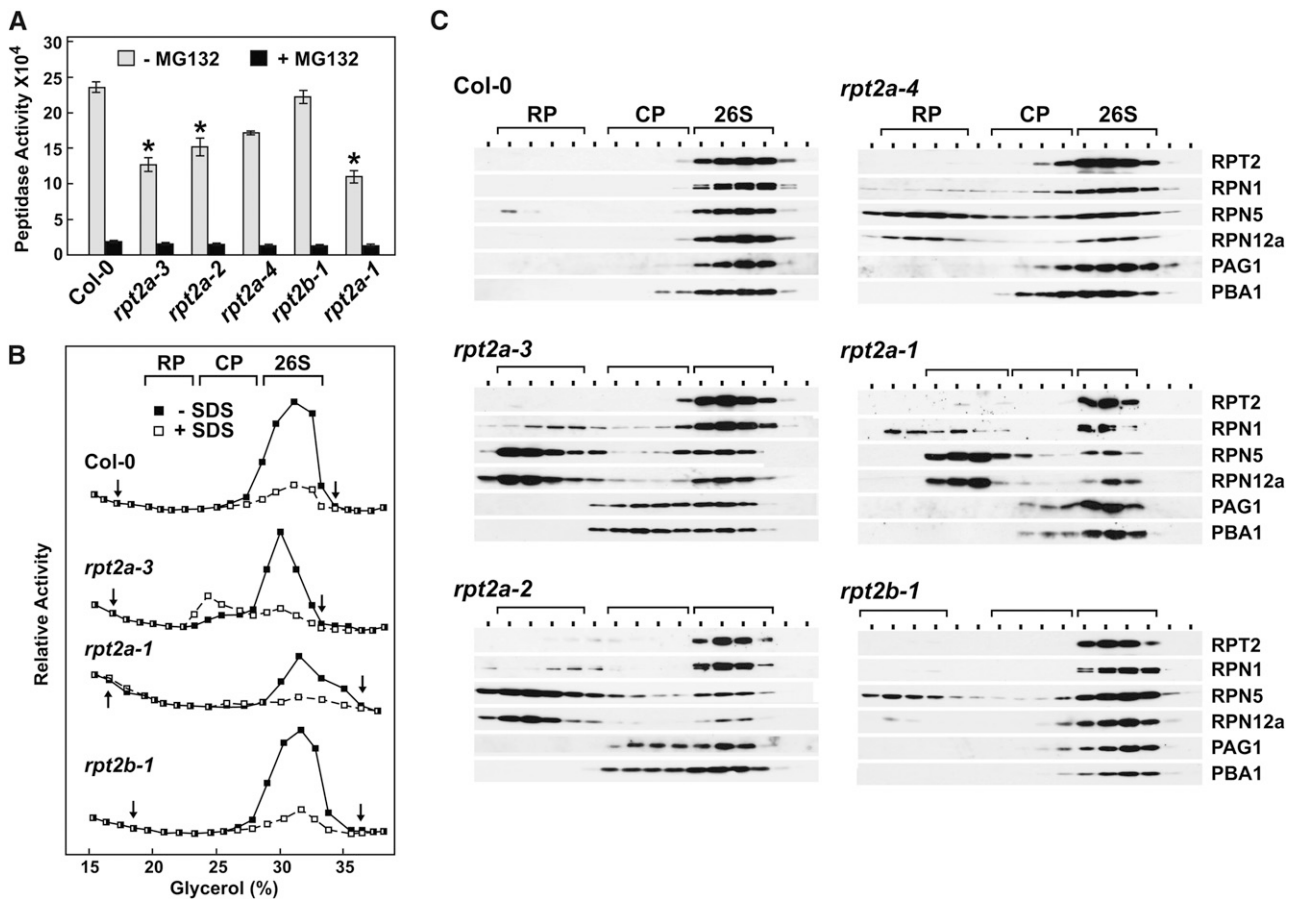 A
Peptidase Activity X10⁴
30
25
20
15
10
5
0
- MG132
+ MG132
*
*
*
Col-0
rpt2a-3
rpt2a-2
rpt2a-4
rpt2b-1
rpt2a-1
B
RP
CP
26S
- SDS
+ SDS
Col-0
rpt2a-3
rpt2a-1
rpt2b-1
Relative Activity
15
20
25
30
35
Glycerol (%)
C
Col-0
RP
CP
26S
rpt2a-4
RP
CP
26S
RPT2
RPN1
RPN5
RPN12a
PAG1
PBA1
rpt2a-3
rpt2a-1
RPT2
RPN1
RPN5
RPN12a
PAG1
PBA1
rpt2a-2
rpt2b-1
RPT2
RPN1
RPN5
RPN12a
PAG1
PBA1